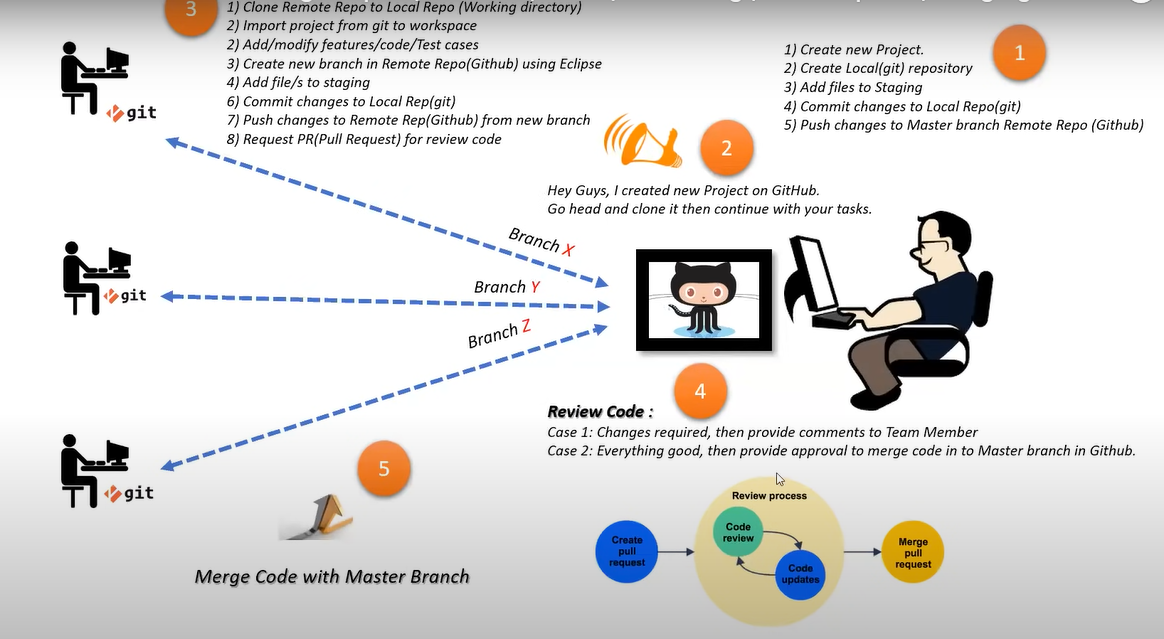 3
1) Clone Remote Repo to Local Repo (Working directory)
2) Import project from git to workspace
2) Add/modify features/code/Test cases
3) Create new branch in Remote Repo(Github) using Eclipse
4) Add file/s to staging
6) Commit changes to Local Rep(git)
7) Push changes to Remote Rep(Github) from new branch
8) Request PR(Pull Request) for review code
1
1) Create new Project.
2) Create Local(git) repository
3) Add files to Staging
4) Commit changes to Local Repo(git)
5) Push changes to Master branch Remote Repo (Github)
git
2
Hey Guys, I created new Project on GitHub.
Go head and clone it then continue with your tasks.
Branch X
git
Branch Y
Branch Z
4
Review Code :
Case 1: Changes required, then provide comments to Team Member
Case 2: Everything good, then provide approval to merge code in to Master branch in Github.
git
5
Merge Code with Master Branch
Review process
Create
pull
request
Code
review
Code
updates
Merge
pull
request